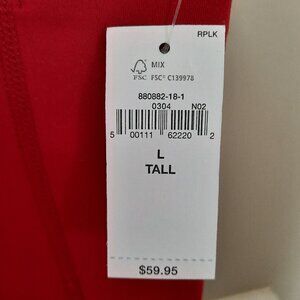 RPLK
MIX
FSC FSC® C139978
880882-18-1
0304 N02
5 00111 62220 2
L
TALL
$59.95